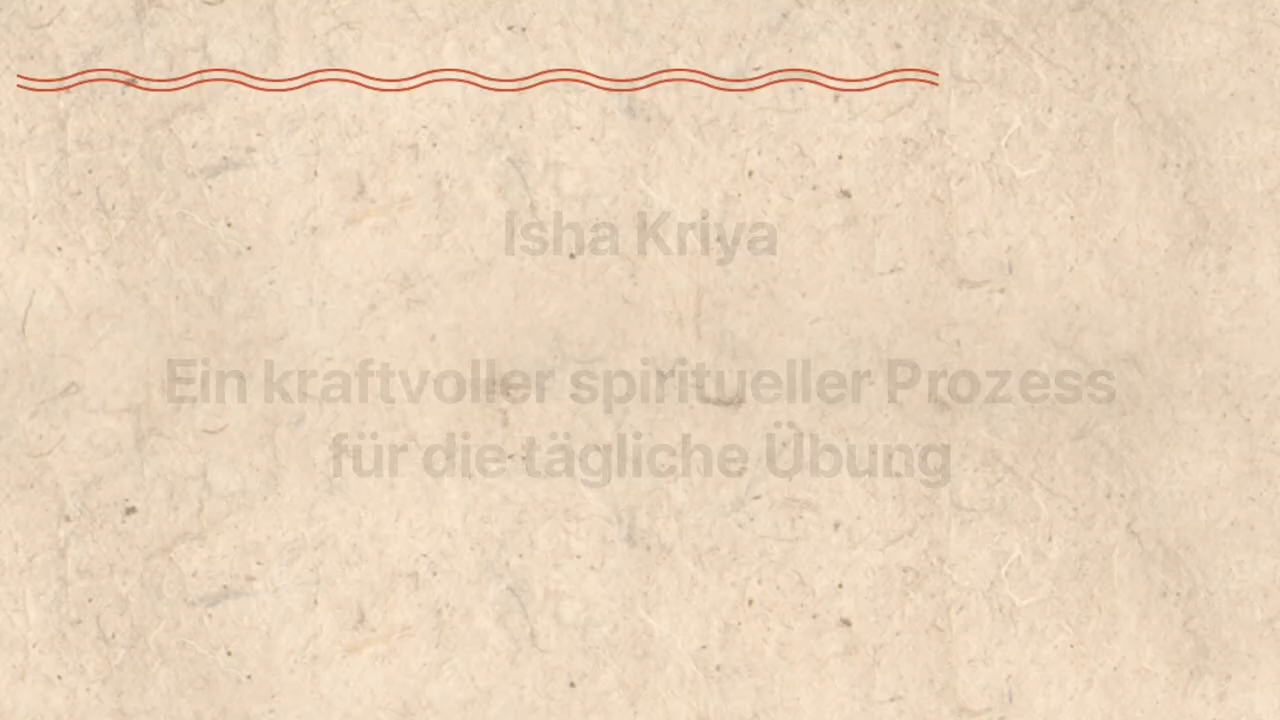 Isha Kriya
Ein kraftvoller spiritueller Prozess
für die tägliche Übung